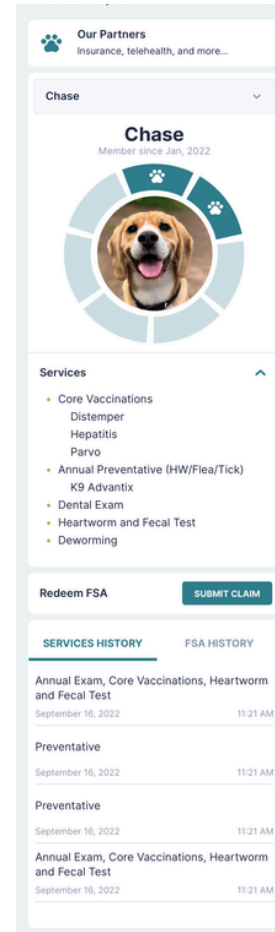 Our Partners
Insurance, telehealth, and more...
Chase
Chase
Member since Jan, 2022
Services
Core Vaccinations
Distemper
Hepatitis
Parvo
Annual Preventative (HW/Flea/Tick)
K9 Advantix
Dental Exam
Heartworm and Fecal Test
Deworming
Redeem FSA
SUBMIT CLAIM
SERVICES HISTORY
FSA HISTORY
Annual Exam, Core Vaccinations, Heartworm
and Fecal Test
September 16, 2022
11:21 AM
Preventative
September 16, 2022
11:21 AM
Preventative
September 16, 2022
11:21 AM
Annual Exam, Core Vaccinations, Heartworm
and Fecal Test
September 16, 2022
11:21 AM